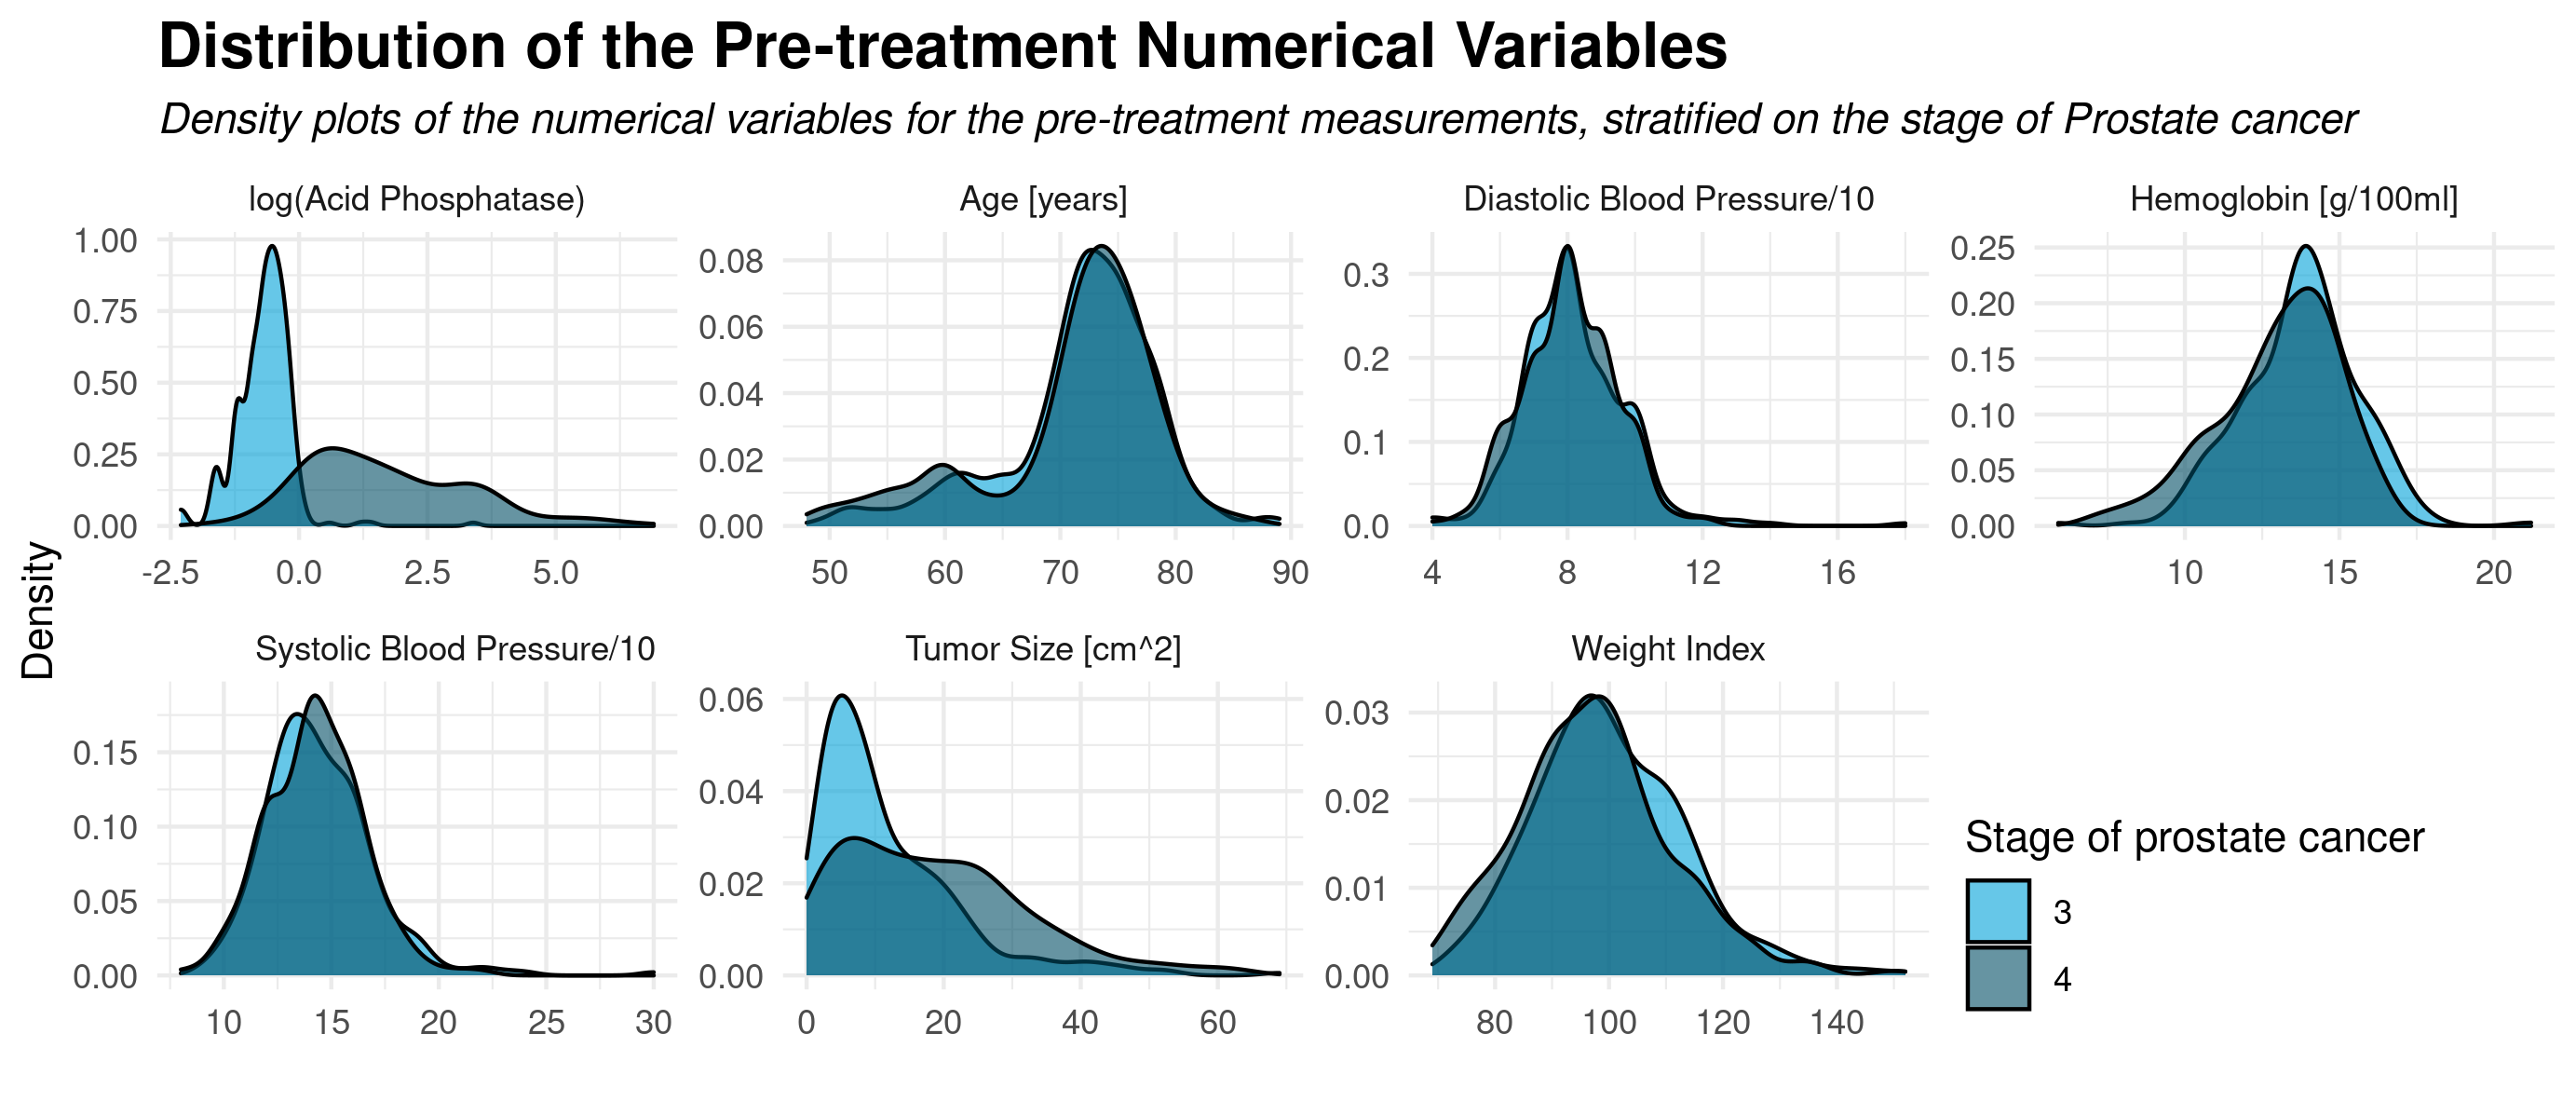 Distribution of the Pre-treatment Numerical Variables
Density plots of the numerical variables for the pre-treatment measurements, stratified on the stage of Prostate cancer
Density
log(Acid Phosphatase)
1.00
0.75
0.50
0.25
0.00
-2.5 0.0 2.5 5.0
Age [years]
0.08
0.06
0.04
0.02
0.00
50 60 70 80 90
Diastolic Blood Pressure/10
0.3
0.2
0.1
0.0
4 8 12 16
Hemoglobin [g/100ml]
0.25
0.20
0.15
0.10
0.05
0.00
10 15 20
Systolic Blood Pressure/10
0.15
0.10
0.05
0.00
10 15 20 25 30
Tumor Size [cm^2]
0.06
0.04
0.02
0.00
0 20 40 60
Weight Index
0.03
0.02
0.01
0.00
80 100 120 140
Stage of prostate cancer
3
4